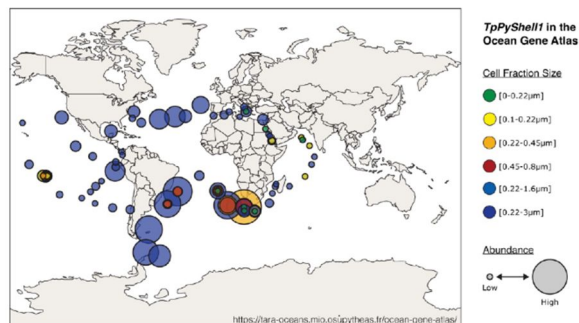 TpPyShell1 in the
Ocean Gene Atlas
Cell Fraction Size
[0-0.22μm]
[0.1-0.22μm]
[0.22-0.45μm]
[0.45-0.8μm]
[0.22-1.6μm]
[0.22-3μm]
Abundance
Low
High
https://tara-oceans.mio.osupytheas.fr/ocean-gene-atlas/